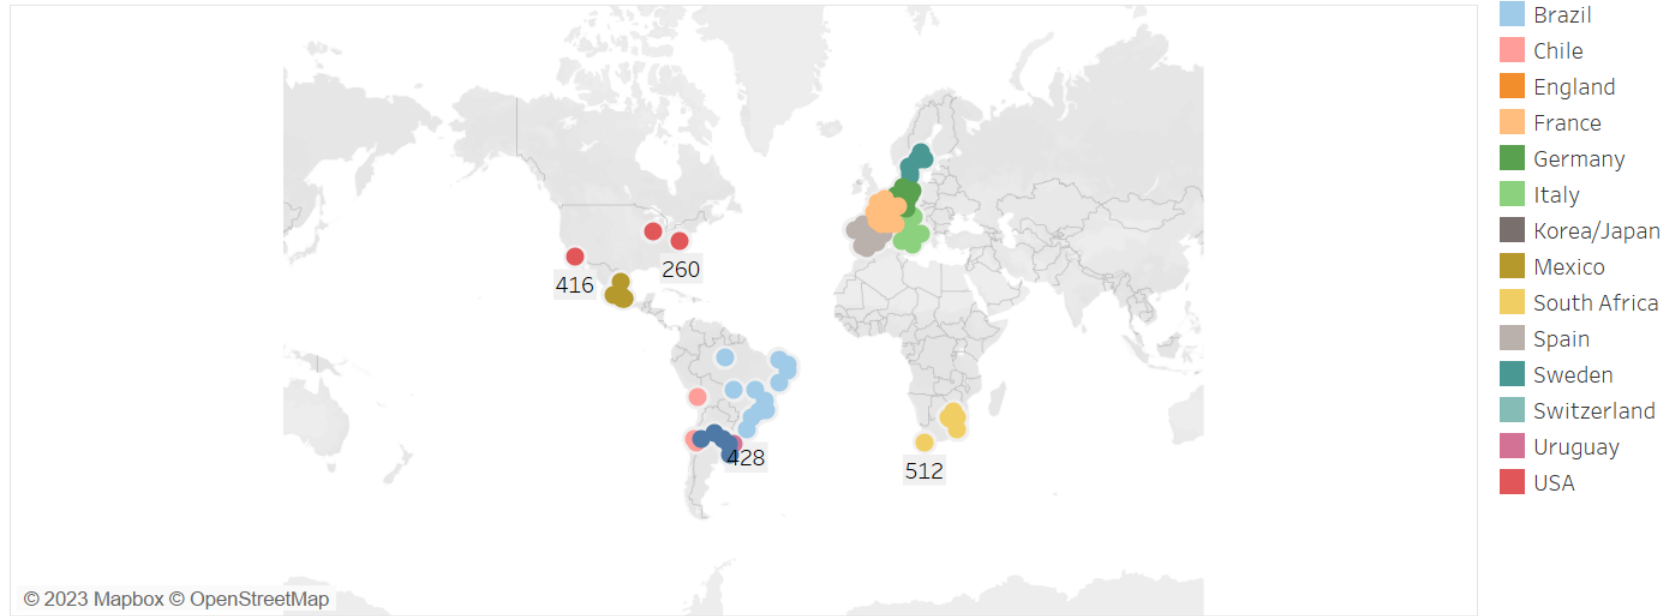 Brazil
Chile
England
France
Germany
Italy
Korea/Japan
Mexico
South Africa
Spain
Sweden
Switzerland
Uruguay
USA
260
416
428
512
© 2023 Mapbox © OpenStreetMap